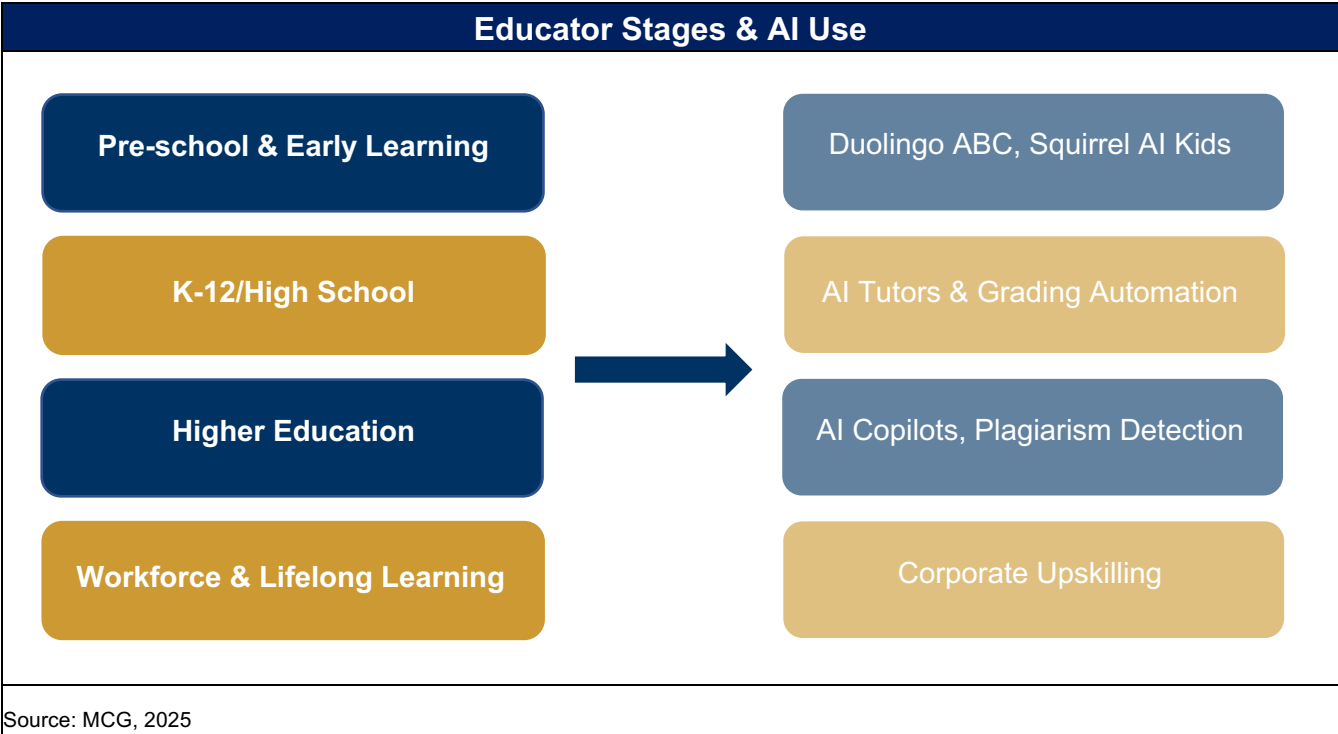 Educator Stages & AI Use
Pre-school & Early Learning
Duolingo ABC, Squirrel AI Kids
K-12/High School
AI Tutors & Grading Automation
Higher Education
AI Copilots, Plagiarism Detection
Workforce & Lifelong Learning
Corporate Upskilling
Source: MCG, 2025